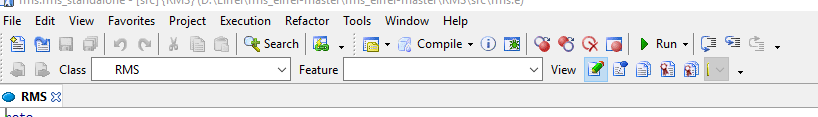 rms.rms_standalone - [src] \RMS\ (D:\Eiffel\rms_eiffel-master\rms_eiffel-master\RMS\src\rms.e)
File Edit View Favorites Project Execution Refactor Tools Window Help
Search Compile Run
Class RMS Feature View
RMS
note